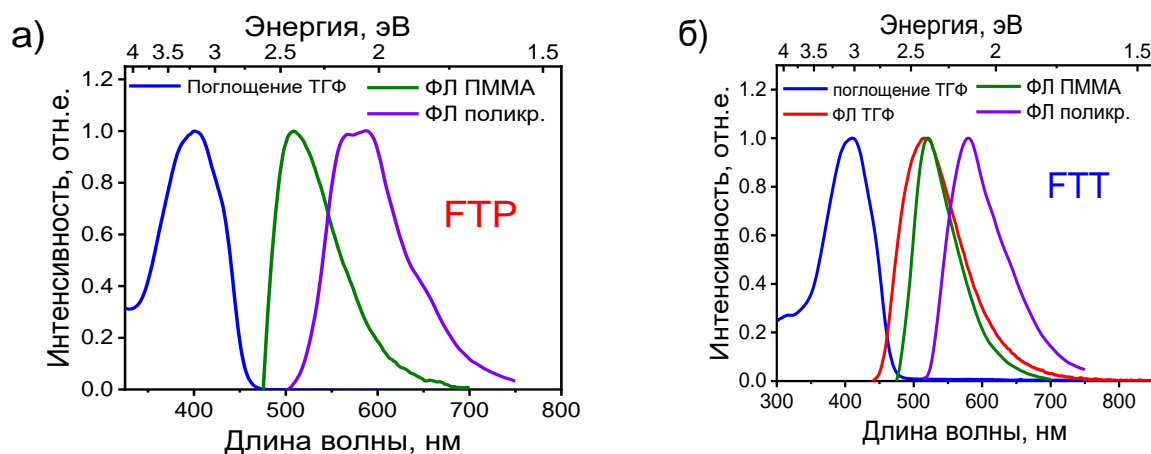 а)
Энергия, эВ
4 3.5 3 2.5 2 1.5
Интенсивность, отн.е.
1.2
1.0
0.8
0.6
0.4
0.2
0.0
Поглощение ТГФ
ФЛ ПММА
ФЛ поликр.
FTP
400 500 600 700 800
Длина волны, нм
б)
Энергия, эВ
4 3.5 3 2.5 2 1.5
Интенсивность, отн.е.
1.2
1.0
0.8
0.6
0.4
0.2
0.0
поглощение ТГФ
ФЛ ПММА
ФЛ ТГФ
ФЛ поликр.
FTT
300 400 500 600 700 800
Длина волны, нм